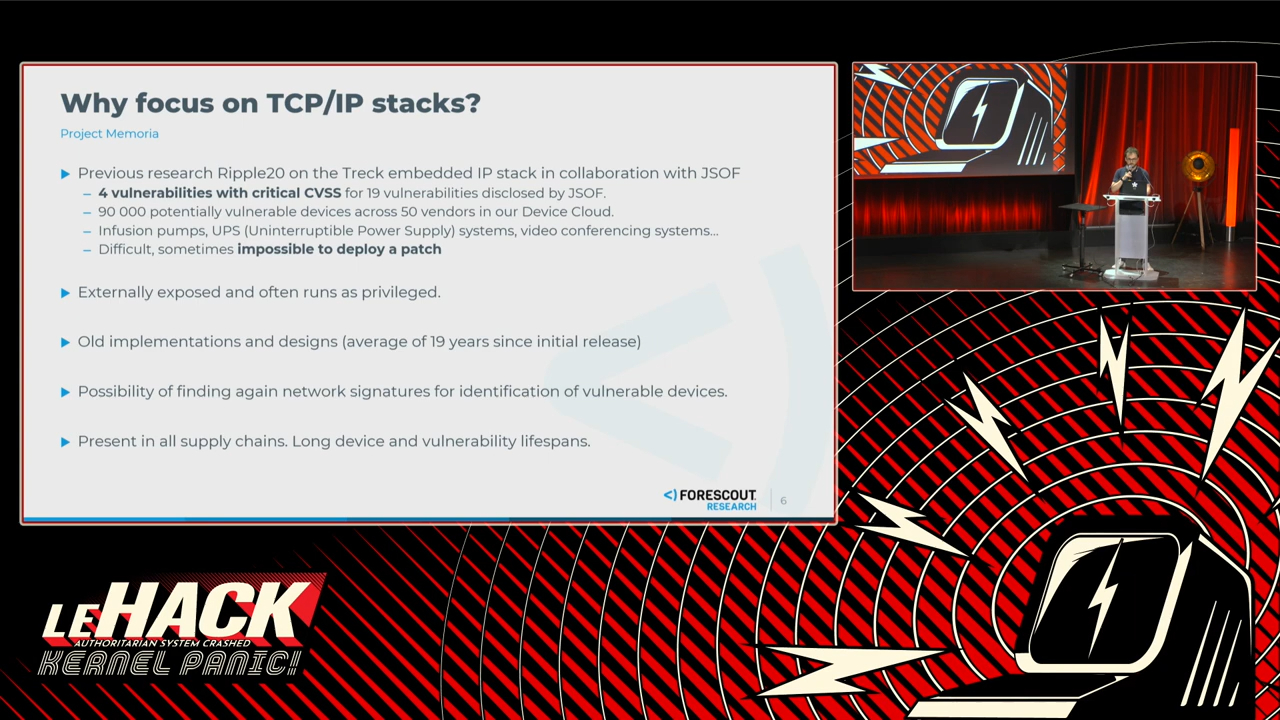 Why focus on TCP/IP stacks?
Project Memoria
Previous research Ripple20 on the Treck embedded IP stack in collaboration with JSOF
– 4 vulnerabilities with critical CVSS for 19 vulnerabilities disclosed by JSOF.
– 90 000 potentially vulnerable devices across 50 vendors in our Device Cloud.
– Infusion pumps, UPS (Uninterruptible Power Supply) systems, video conferencing systems...
– Difficult, sometimes impossible to deploy a patch
Externally exposed and often runs as privileged.
Old implementations and designs (average of 19 years since initial release)
Possibility of finding again network signatures for identification of vulnerable devices.
Present in all supply chains. Long device and vulnerability lifespans.
<) FORESCOUT
RESEARCH
6
LEHACK
AUTHORITARIAN SYSTEM CRASHED
KERNEL PANIC!